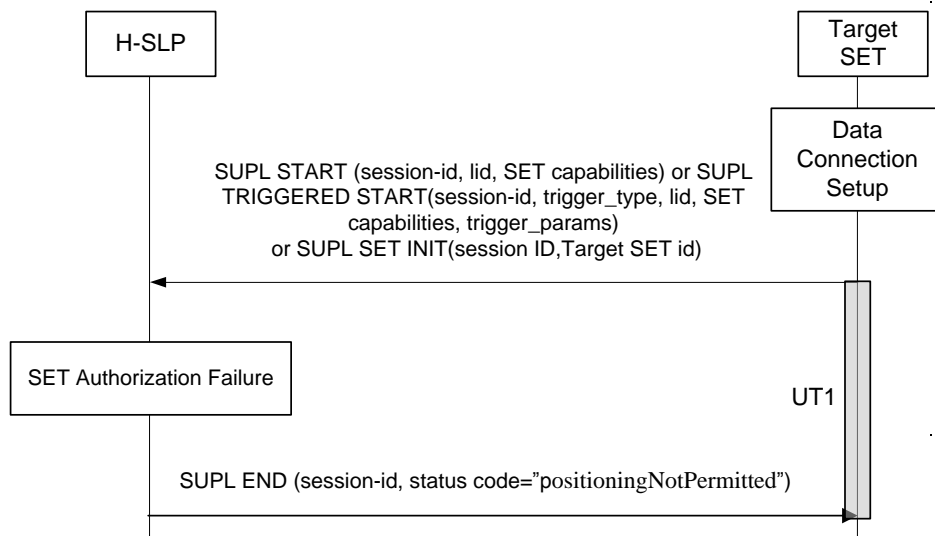 H-SLP
Target
SET
Data
Connection
Setup
SUPL START (session-id, lid, SET capabilities) or SUPL
TRIGGERED START(session-id, trigger_type, lid, SET
capabilities, trigger_params)
or SUPL SET INIT(session ID,Target SET id)
SET Authorization Failure
UT1
SUPL END (session-id, status code=”positioningNotPermitted”)